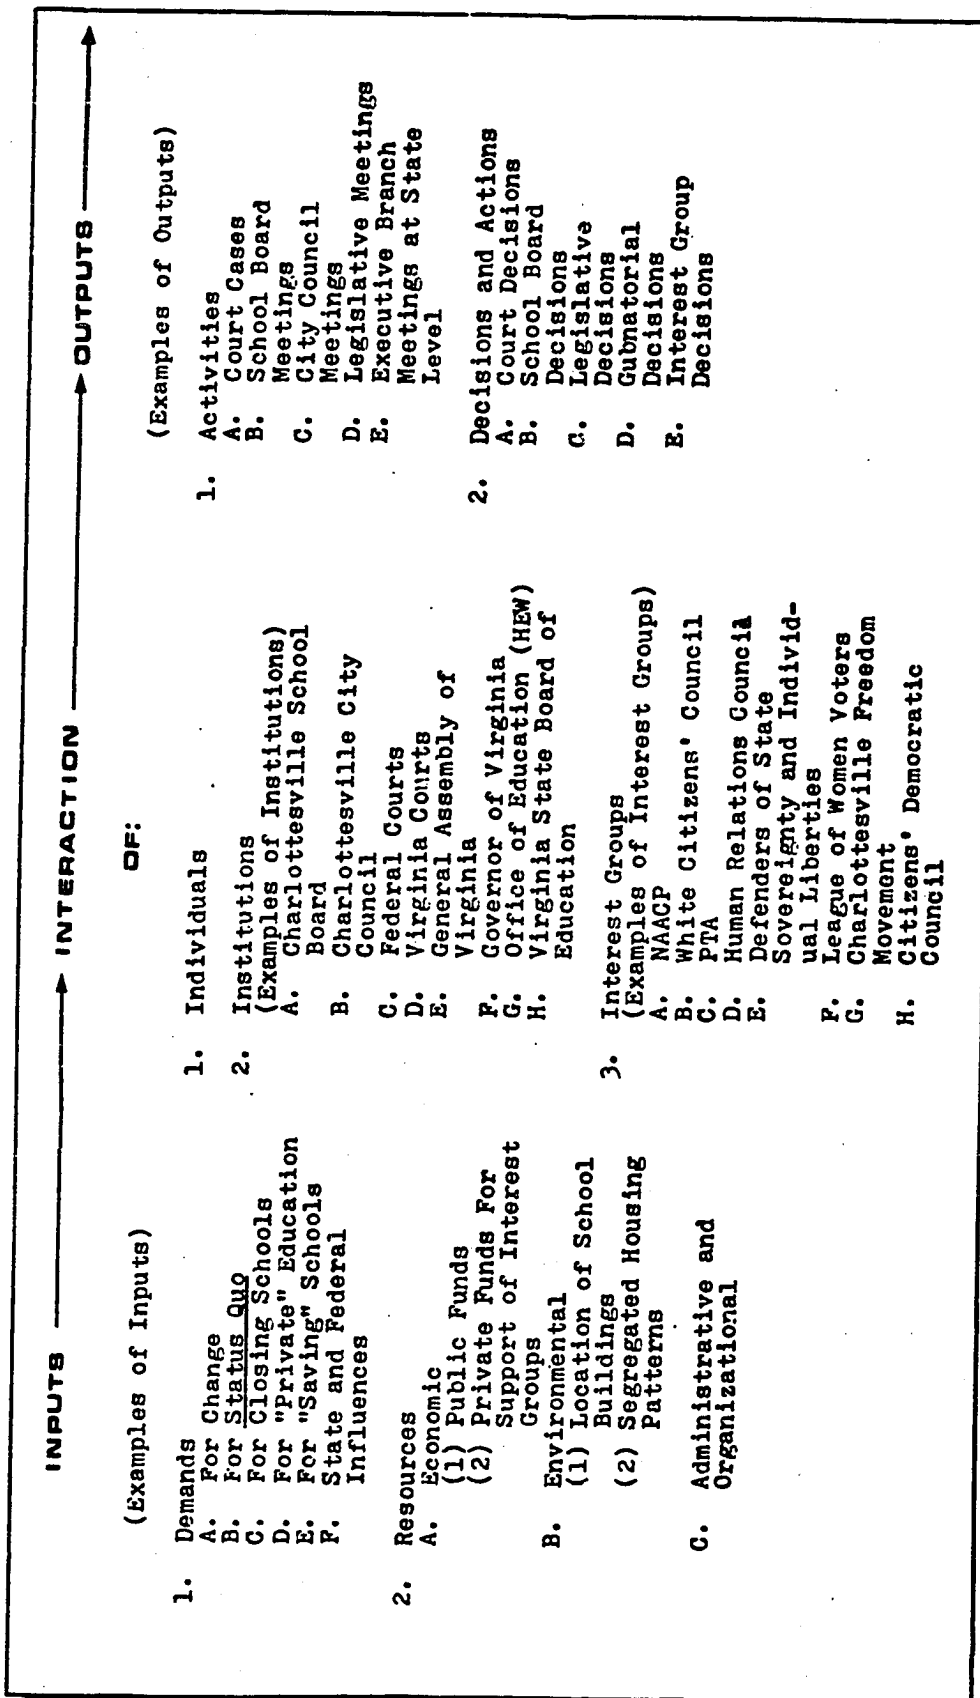 INPUTS → INTERACTION → OUTPUTS →
OF:
(Examples of Inputs)
1. Demands
A. For Change
B. For Status Quo
C. For Closing Schools
D. For "Private" Education
E. For "Saving" Schools
F. State and Federal
Influences
2. Resources
A. Economic
(1) Public Funds
(2) Private Funds For
Support of Interest
Groups
B. Environmental
(1) Location of School
Buildings
(2) Segregated Housing
Patterns
C. Administrative and
Organizational
1. Individuals
2. Institutions
(Examples of Institutions)
A. Charlottesville School
Board
B. Charlottesville City
Council
C. Federal Courts
D. Virginia Courts
E. General Assembly of
Virginia
F. Governor of Virginia
G. Office of Education (HEW)
H. Virginia State Board of
Education
3. Interest Groups
(Examples of Interest Groups)
A. NAACP
B. White Citizens' Council
C. PTA
D. Human Relations Council
E. Defenders of State
Sovereignty and Individ-
ual Liberties
F. League of Women Voters
G. Charlottesville Freedom
Movement
H. Citizens' Democratic
Council
(Examples of Outputs)
1. Activities
A. Court Cases
B. School Board
Meetings
C. City Council
Meetings
D. Legislative Meetings
E. Executive Branch
Meetings at State
Level
2. Decisions and Actions
A. Court Decisions
B. School Board
Decisions
C. Legislative
Decisions
D. Gubnatorial
Decisions
E. Interest Group
Decisions